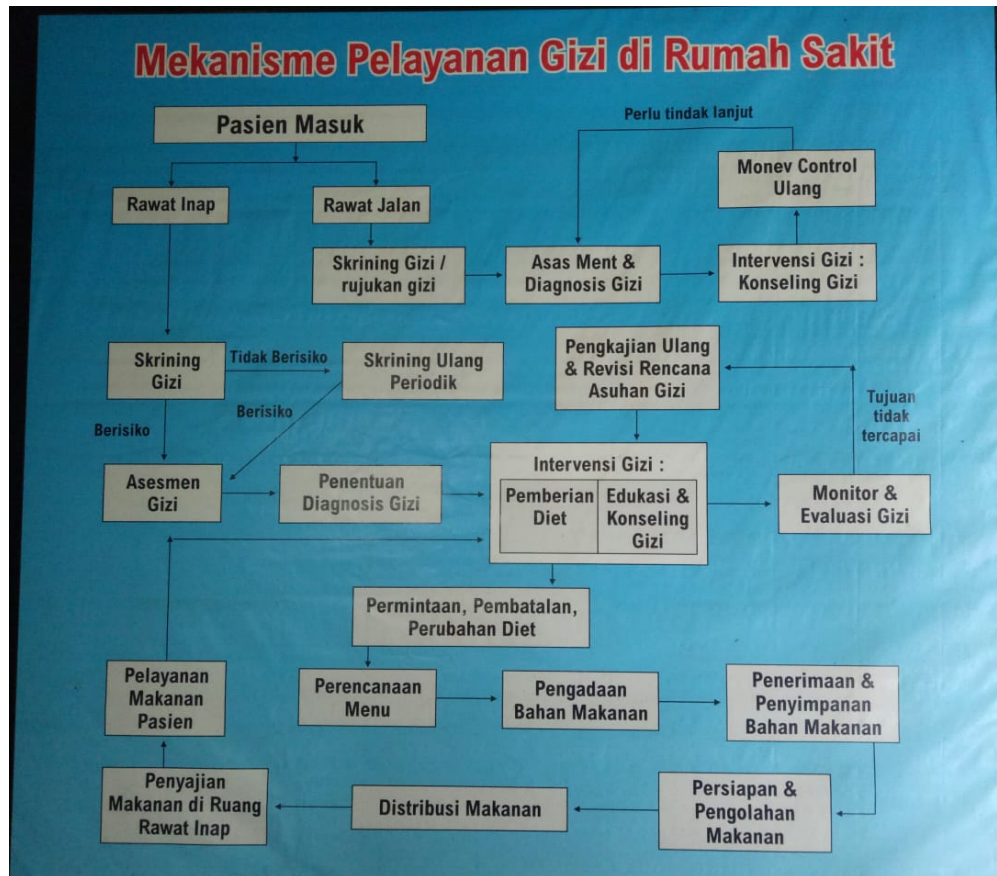 Mekanisme Pelayanan Gizi di Rumah Sakit
Pasien Masuk
Perlu tindak lanjut
Monev Control
Ulang
Rawat Inap
Rawat Jalan
Skrining Gizi /
rujukan gizi
Asas Ment &
Diagnosis Gizi
Intervensi Gizi :
Konseling Gizi
Skrining
Gizi
Tidak Berisiko
Skrining Ulang
Periodik
Pengkajian Ulang
& Revisi Rencana
Asuhan Gizi
Tujuan
tidak
tercapai
Berisiko
Berisiko
Asesmen
Gizi
Penentuan
Diagnosis Gizi
Intervensi Gizi :
Pemberian
Diet
Edukasi &
Konseling
Gizi
Monitor &
Evaluasi Gizi
Permintaan, Pembatalan,
Perubahan Diet
Pelayanan
Makanan
Pasien
Perencanaan
Menu
Pengadaan
Bahan Makanan
Penerimaan &
Penyimpanan
Bahan Makanan
Penyajian
Makanan di Ruang
Rawat Inap
Distribusi Makanan
Persiapan &
Pengolahan
Makanan